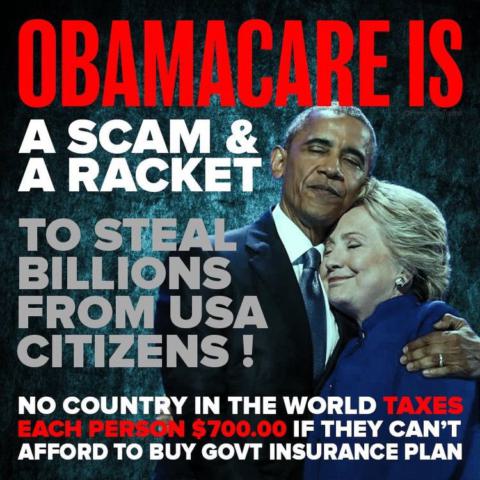 OBAMACARE IS
A SCAM &
A RACKET
TO STEAL
BILLIONS
FROM USA
CITIZENS !
NO COUNTRY IN THE WORLD TAXES
EACH PERSON $700.00 IF THEY CAN'T
AFFORD TO BUY GOVT INSURANCE PLAN